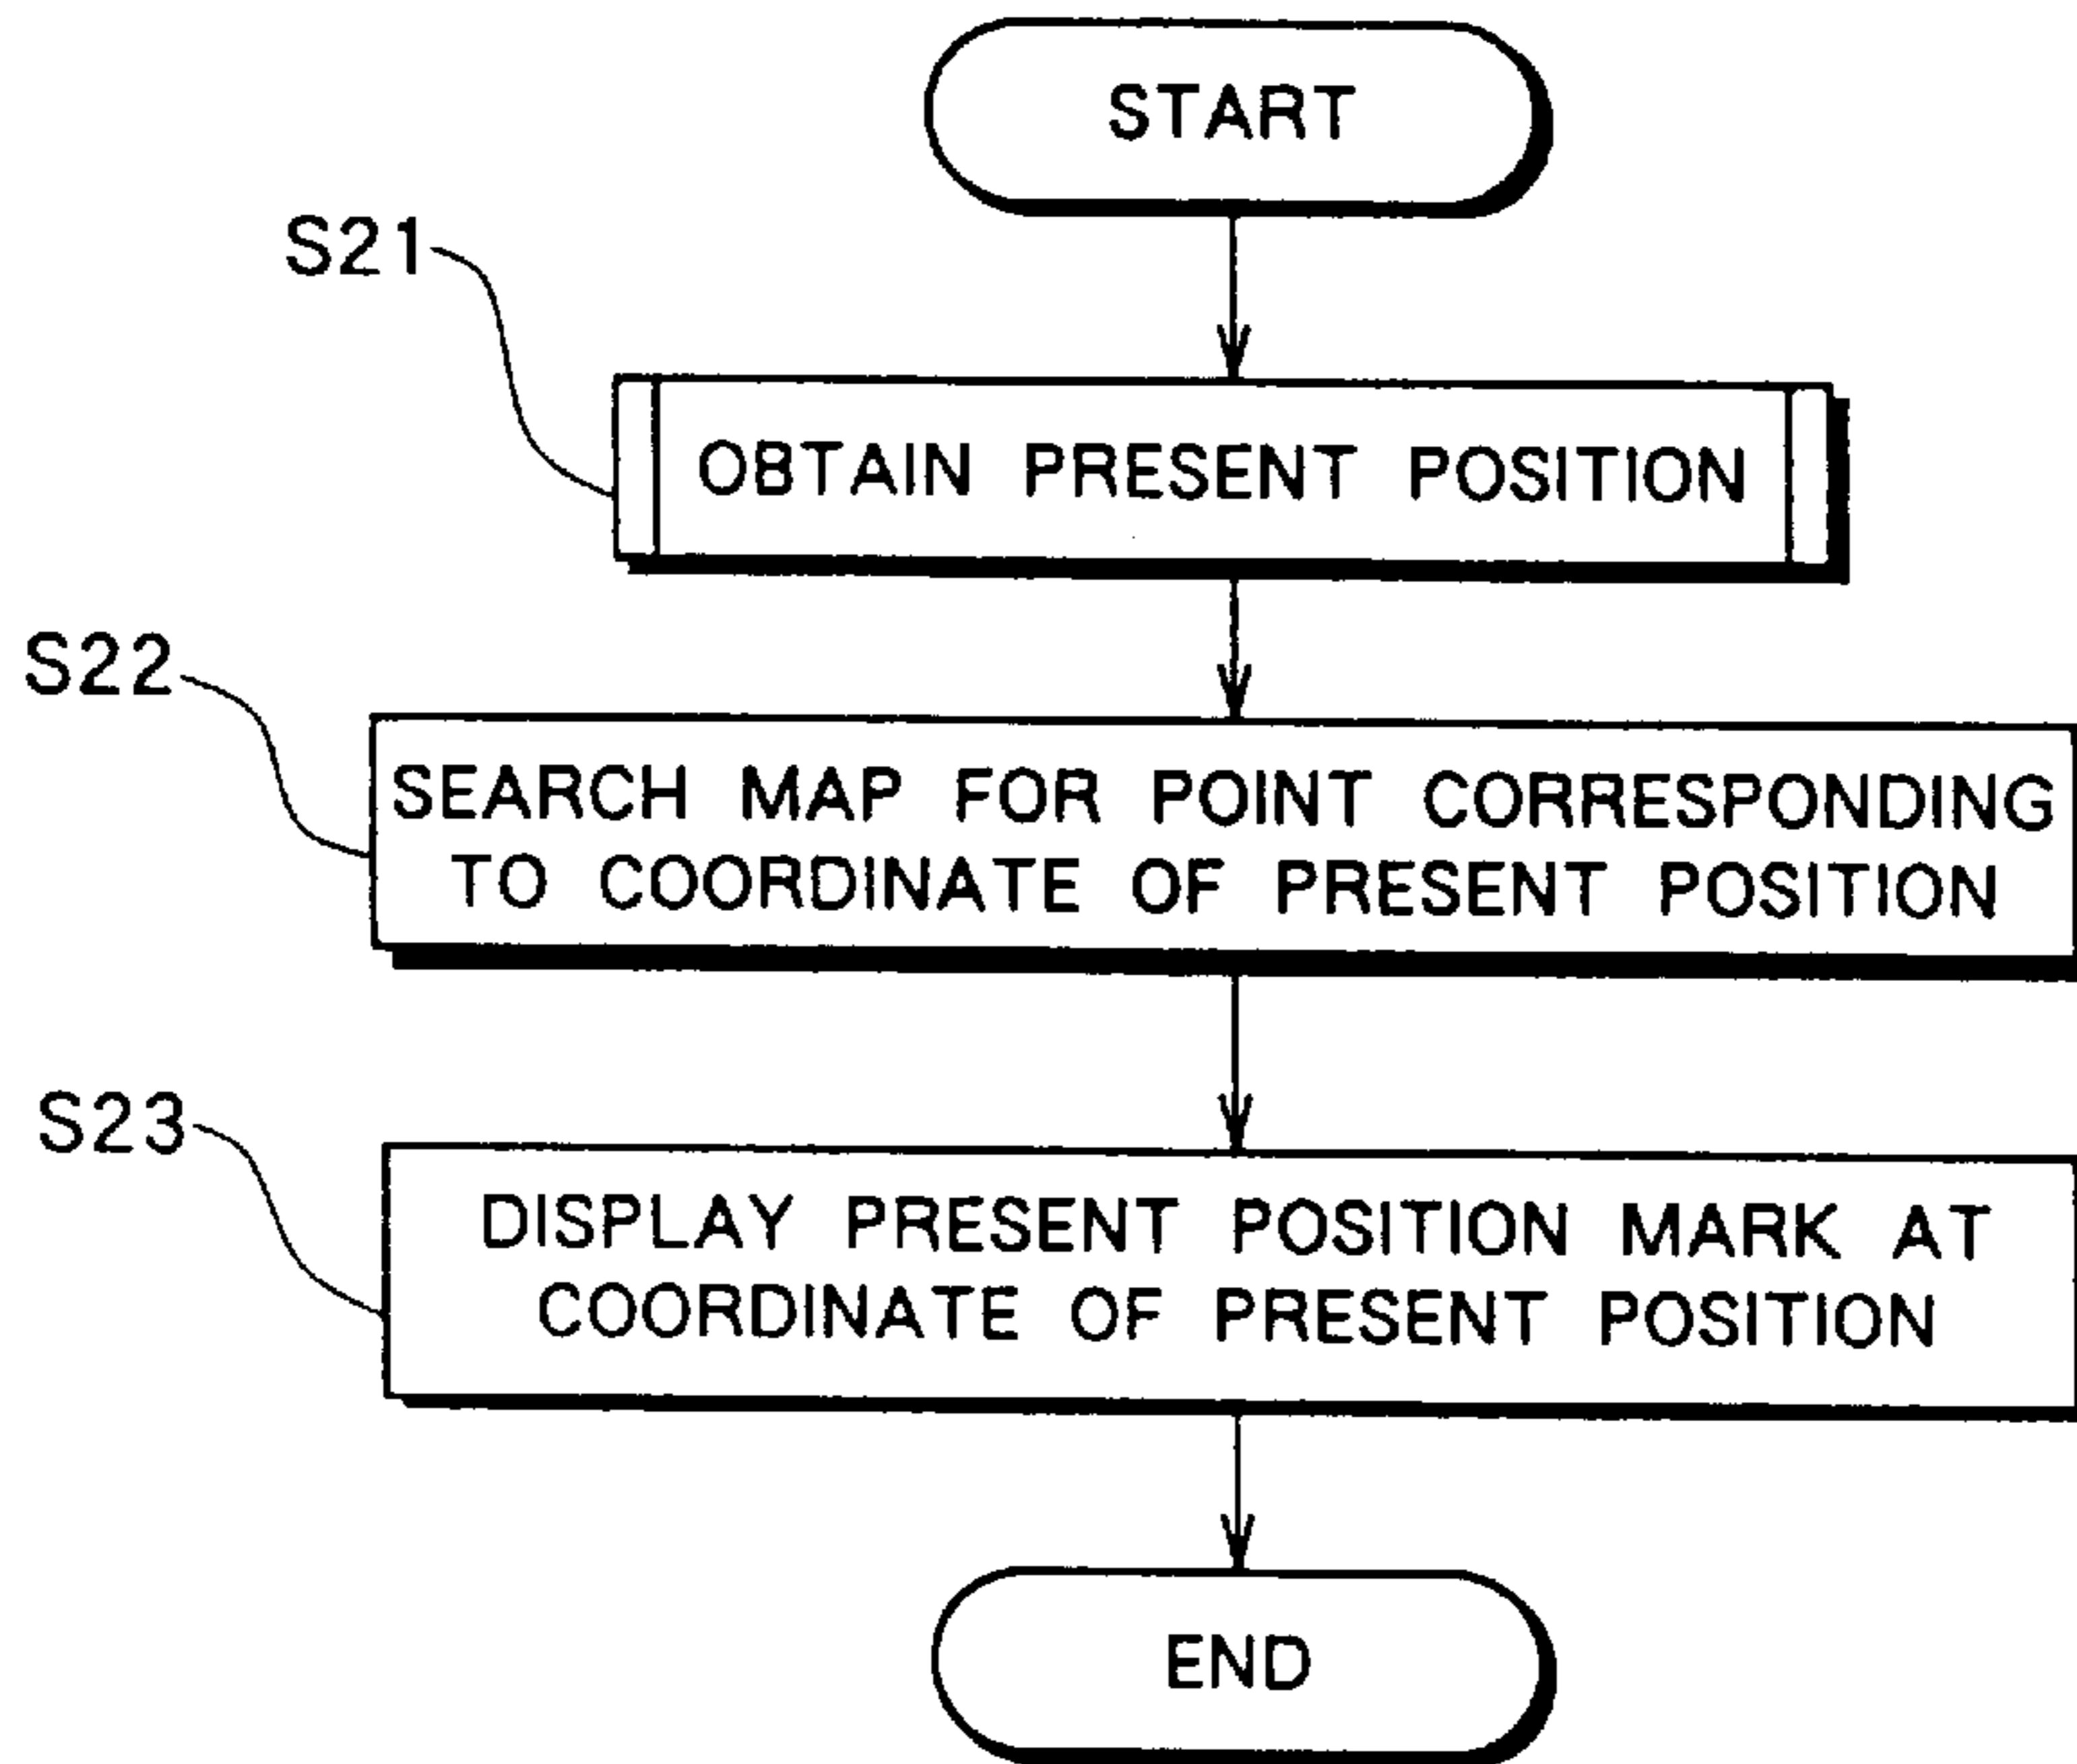 START
S21
OBTAIN PRESENT POSITION
S22
SEARCH MAP FOR POINT CORRESPONDING
TO COORDINATE OF PRESENT POSITION
S23
DISPLAY PRESENT POSITION MARK AT
COORDINATE OF PRESENT POSITION
END